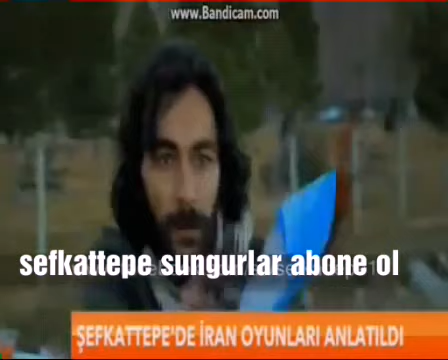 www.Bandicam.com
sefkattepe sungurlar abone ol
ŞEFKATTEPE'DE İRAN OYUNLARI ANLATILDI